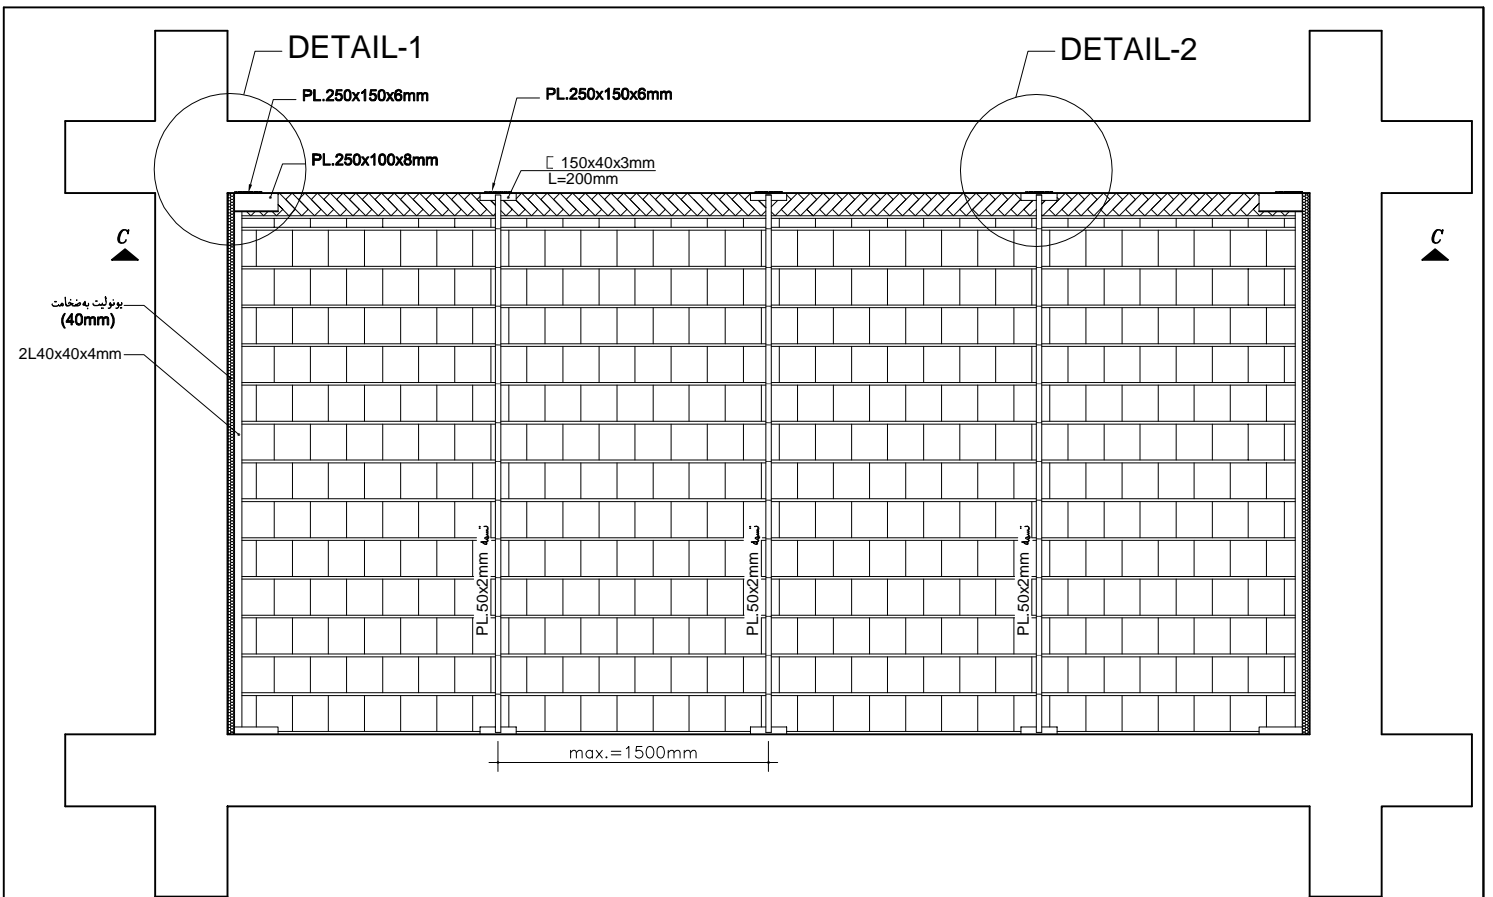 DETAIL-1
DETAIL-2
PL.250x150x6mm
PL.250x150x6mm
PL.250x100x8mm
[ 150x40x3mm
L=200mm
C
C
یونولیت به ضخامت
(40mm)
2L40x40x4mm
PL.50x2mm تسمه
PL.50x2mm تسمه
PL.50x2mm تسمه
max.=1500mm